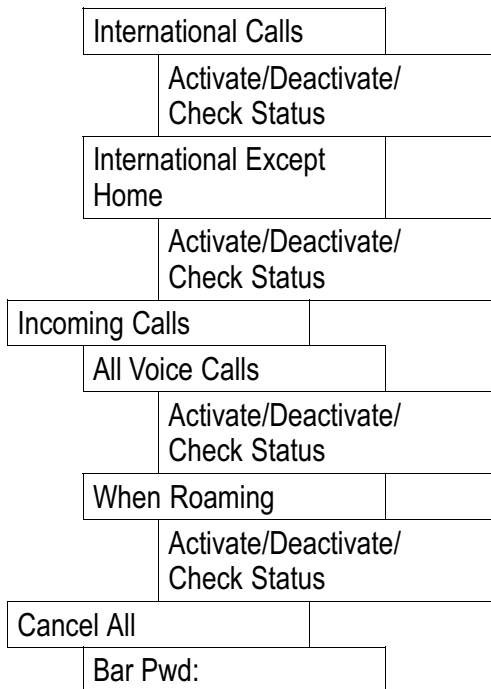 International Calls
Activate/Deactivate/
Check Status
International Except
Home
Activate/Deactivate/
Check Status
Incoming Calls
All Voice Calls
Activate/Deactivate/
Check Status
When Roaming
Activate/Deactivate/
Check Status
Cancel All
Bar Pwd: